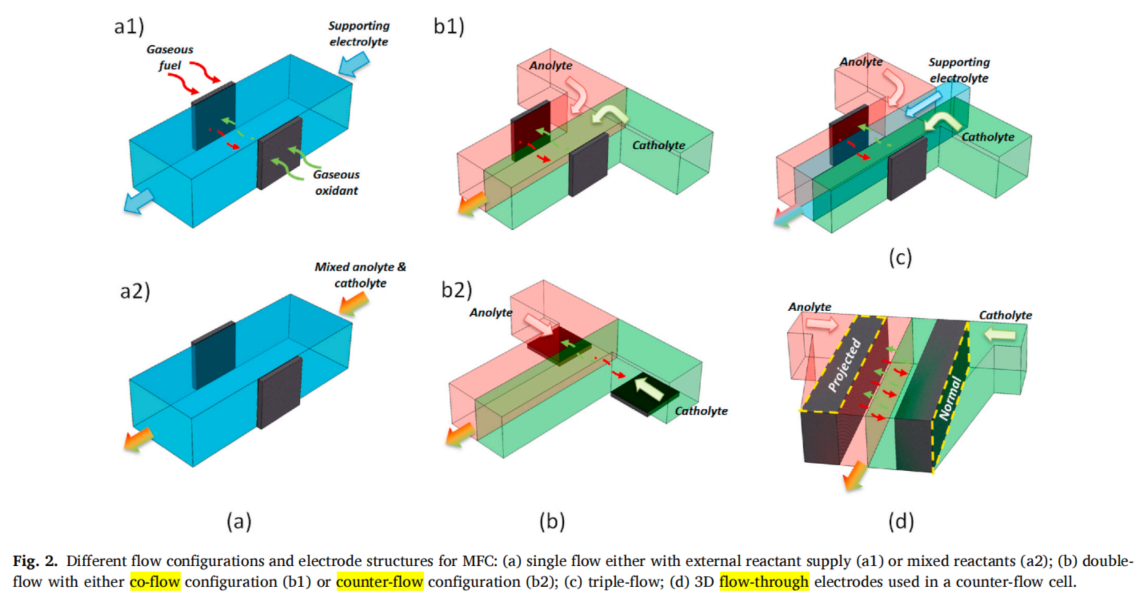 a1)
Supporting
electrolyte
Gaseous
fuel
Gaseous
oxidant
b1)
Anolyte
Catholyte
Anolyte
Supporting
electrolyte
Catholyte
(c)
a2)
Mixed anolyte &
catholyte
(a)
b2)
Anolyte
Catholyte
(b)
Anolyte
Catholyte
Projected
Normal
(d)
Fig. 2. Different flow configurations and electrode structures for MFC: (a) single flow either with external reactant supply (a1) or mixed reactants (a2); (b) double-
flow with either co-flow configuration (b1) or counter-flow configuration (b2); (c) triple-flow; (d) 3D flow-through electrodes used in a counter-flow cell.